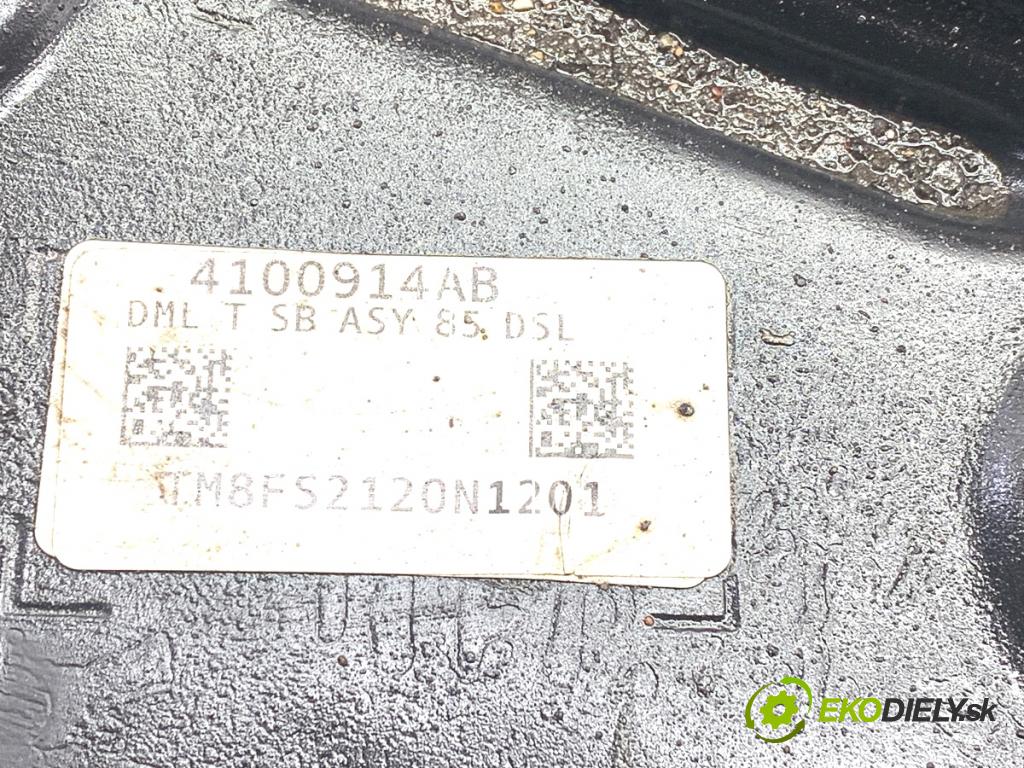 4100914AB
DML T SB ASY 85 DSL
TM8FS2120N1201
EKODIELY.sk